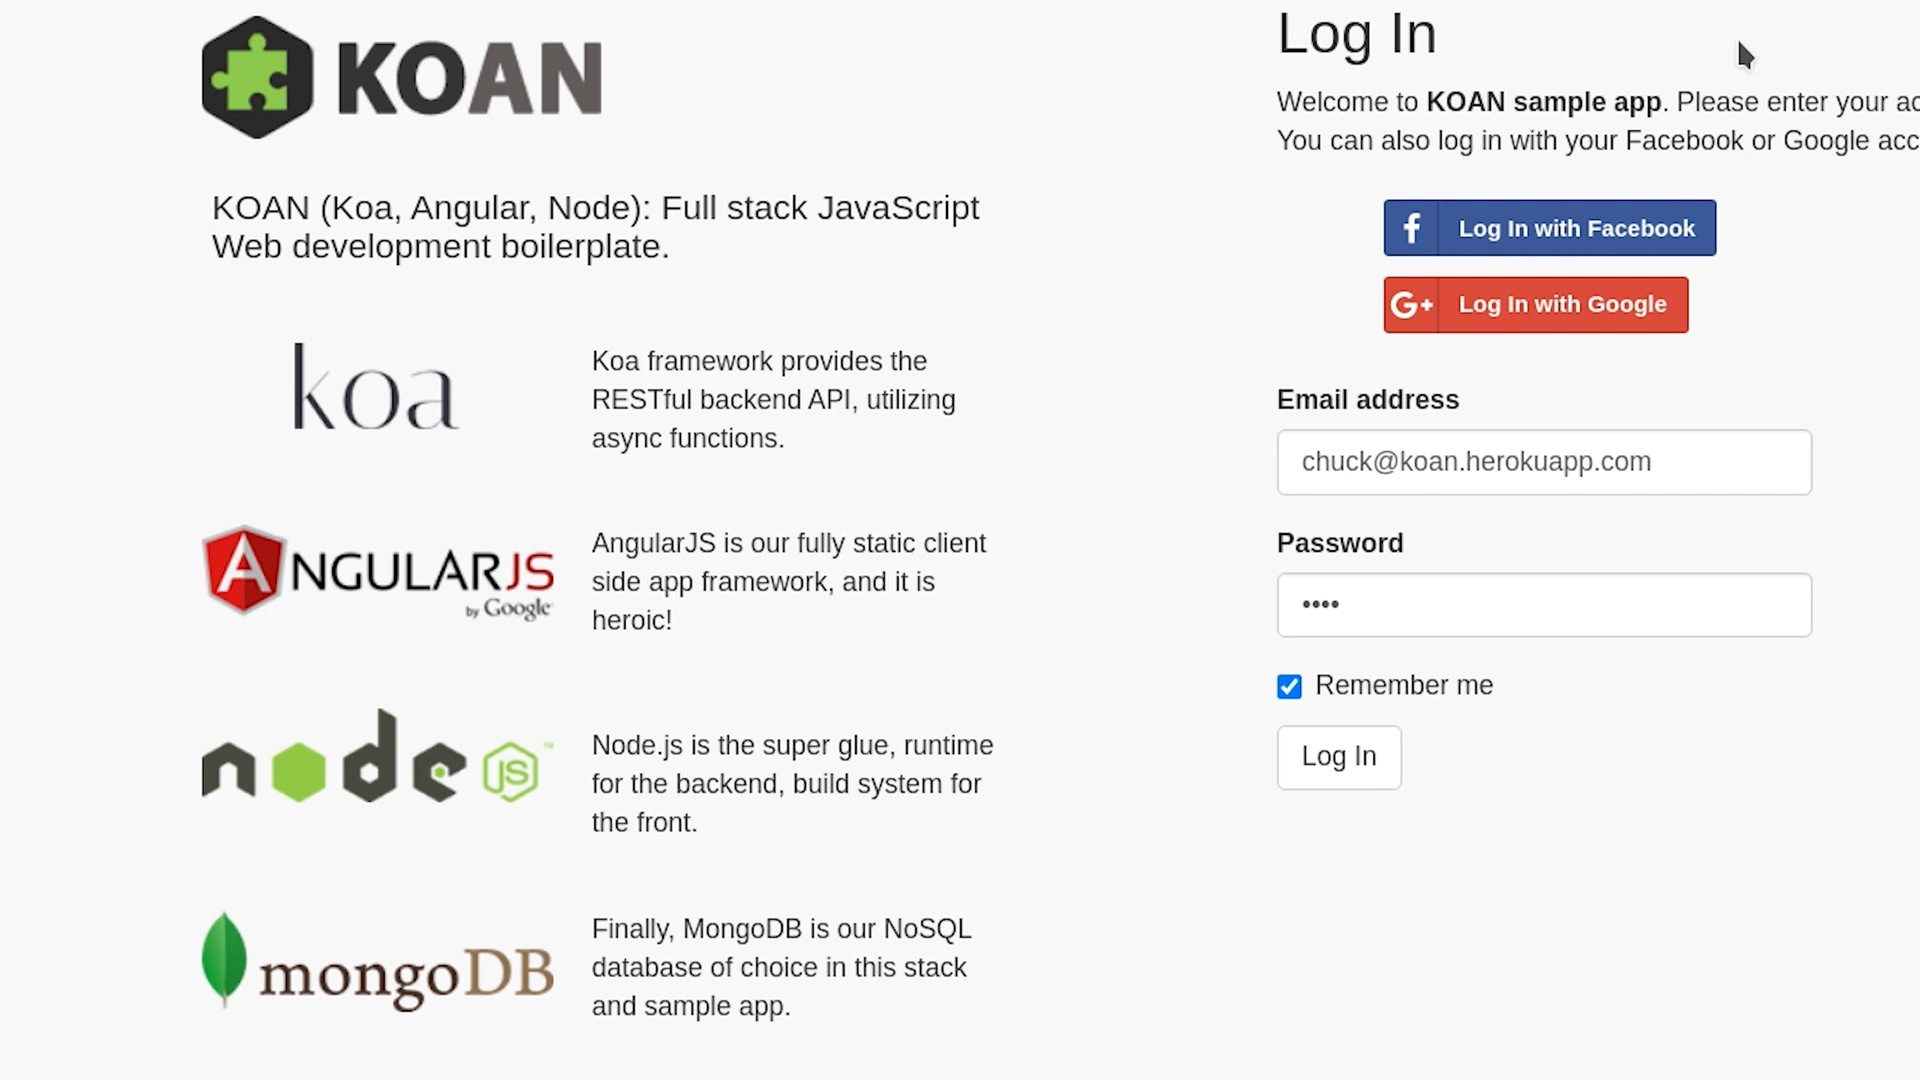 KOAN
KOAN (Koa, Angular, Node): Full stack JavaScript
Web development boilerplate.
koa
Koa framework provides the
RESTful backend API, utilizing
async functions.
ANGULARJS
by Google
AngularJS is our fully static client
side app framework, and it is
heroic!
node JS ™
Node.js is the super glue, runtime
for the backend, build system for
the front.
mongoDB
Finally, MongoDB is our NoSQL
database of choice in this stack
and sample app.
Log In
Welcome to KOAN sample app. Please enter your
You can also log in with your Facebook or Google
f Log In with Facebook
G+ Log In with Google
Email address
chuck@koan.herokuapp.com
Password
••••
Remember me
Log In